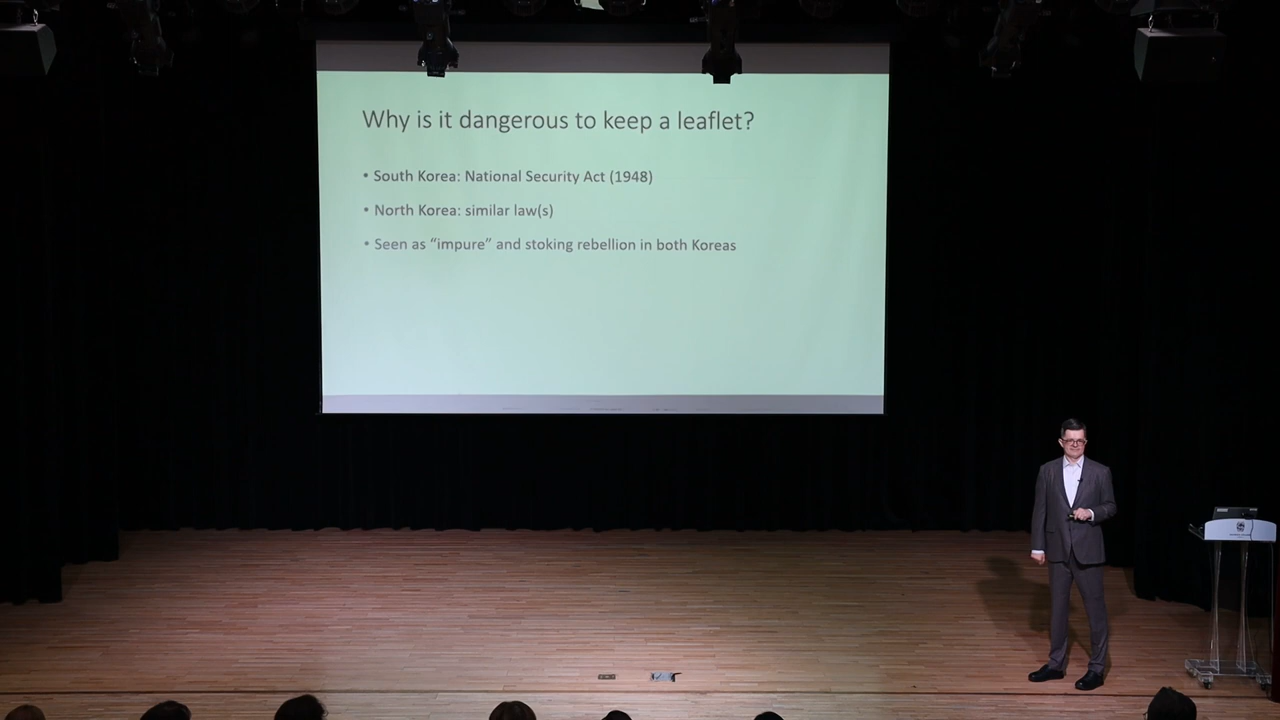 Why is it dangerous to keep a leaflet?
• South Korea: National Security Act (1948)
• North Korea: similar law(s)
• Seen as “impure” and stoking rebellion in both Koreas